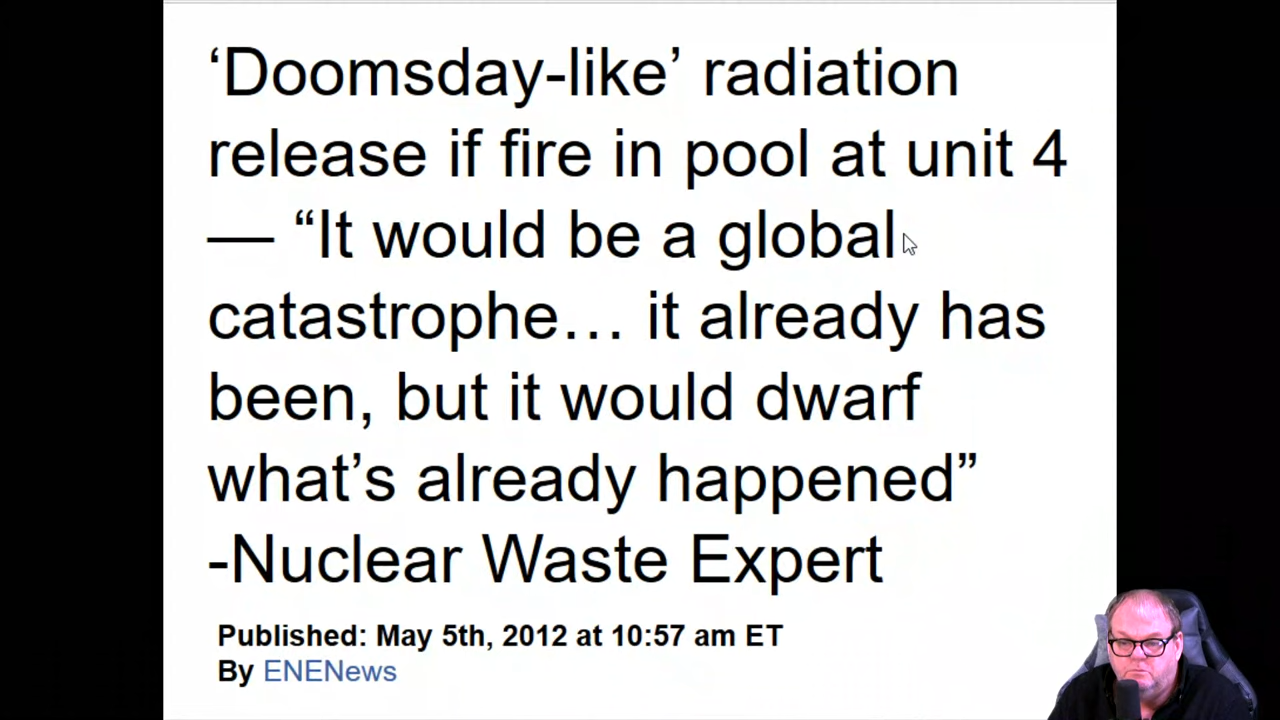 ‘Doomsday-like’ radiation
release if fire in pool at unit 4
— “It would be a global
catastrophe… it already has
been, but it would dwarf
what’s already happened”
-Nuclear Waste Expert
Published: May 5th, 2012 at 10:57 am ET
By ENENews